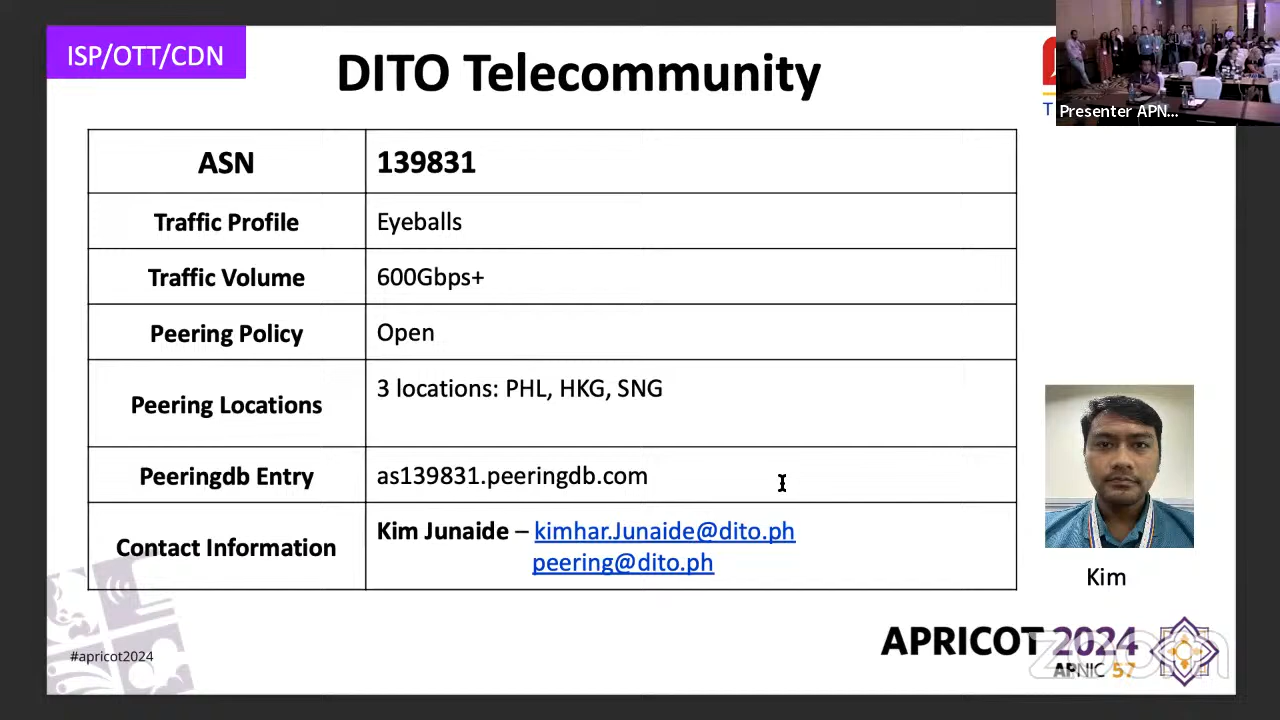 ISP/OTT/CDN
DITO Telecommunity
Presenter APN...
ASN
139831
Traffic Profile
Eyeballs
Traffic Volume
600Gbps+
Peering Policy
Open
Peering Locations
3 locations: PHL, HKG, SNG
Peeringdb Entry
as139831.peeringdb.com
Contact Information
Kim Junaide – kimhar.Junaide@dito.ph
peering@dito.ph
Kim
#apricot2024
APRICOT 2024
APNIC 57
zoom